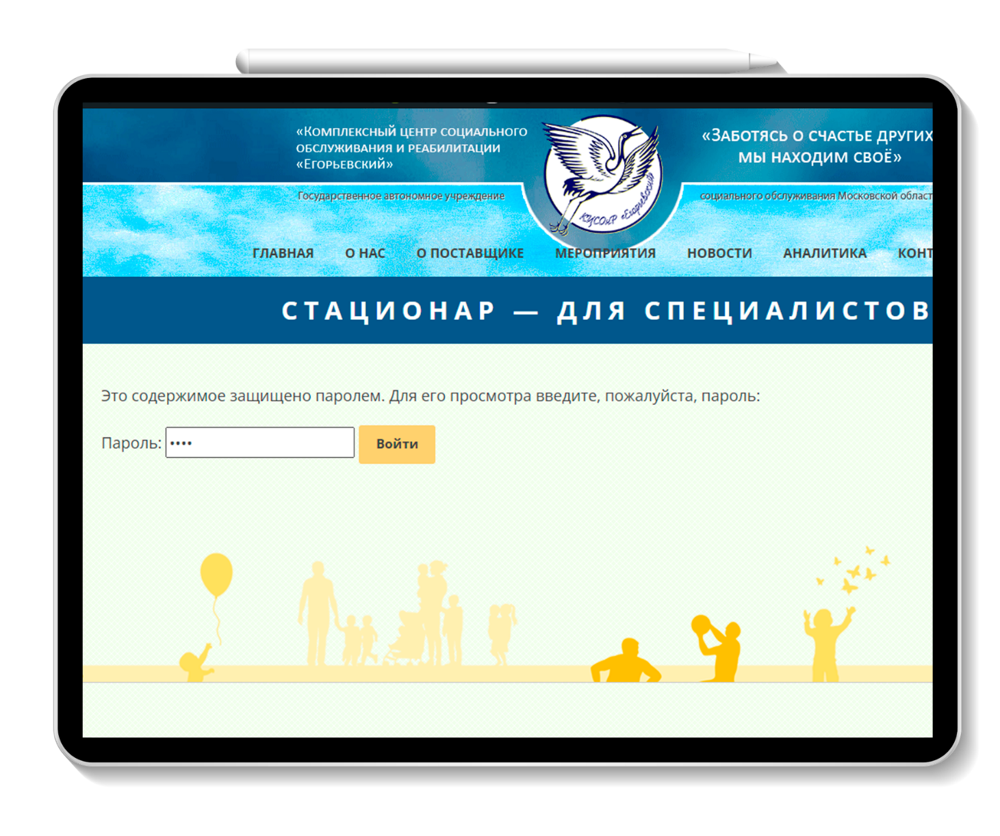 «Комплексный центр социального
обслуживания и реабилитации
«Егорьевский»
«Заботясь о счастье других
мы находим своё»
Государственное автономное учреждение
КУСОиР «Егорьевский»
социального обслуживания Московской област
ГЛАВНАЯ О НАС О ПОСТАВЩИКЕ МЕРОПРИЯТИЯ НОВОСТИ АНАЛИТИКА КОНТ
СТАЦИОНАР — ДЛЯ СПЕЦИАЛИСТОВ
Это содержимое защищено паролем. Для его просмотра введите, пожалуйста, пароль:
Пароль: •••• Войти